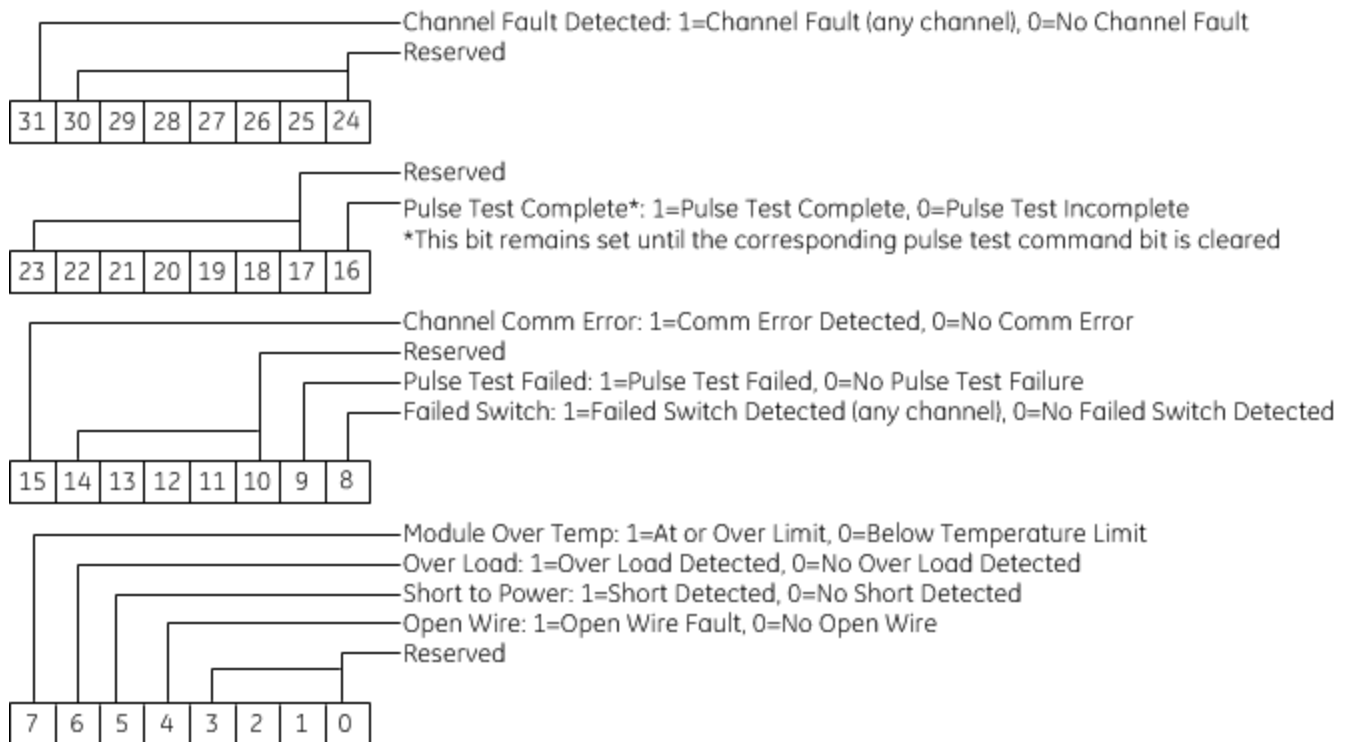 Channel Fault Detected: 1=Channel Fault (any channel), 0=No Channel Fault
Reserved
31 30 29 28 27 26 25 24
Reserved
Pulse Test Complete*: 1=Pulse Test Complete, 0=Pulse Test Incomplete
*This bit remains set until the corresponding pulse test command bit is cleared
23 22 21 20 19 18 17 16
Channel Comm Error: 1=Comm Error Detected, 0=No Comm Error
Reserved
Pulse Test Failed: 1=Pulse Test Failed, 0=No Pulse Test Failure
Failed Switch: 1=Failed Switch Detected (any channel), 0=No Failed Switch Detected
15 14 13 12 11 10 9 8
Module Over Temp: 1=At or Over Limit, 0=Below Temperature Limit
Over Load: 1=Over Load Detected, 0=No Over Load Detected
Short to Power: 1=Short Detected, 0=No Short Detected
Open Wire: 1=Open Wire Fault, 0=No Open Wire
Reserved
7 6 5 4 3 2 1 0